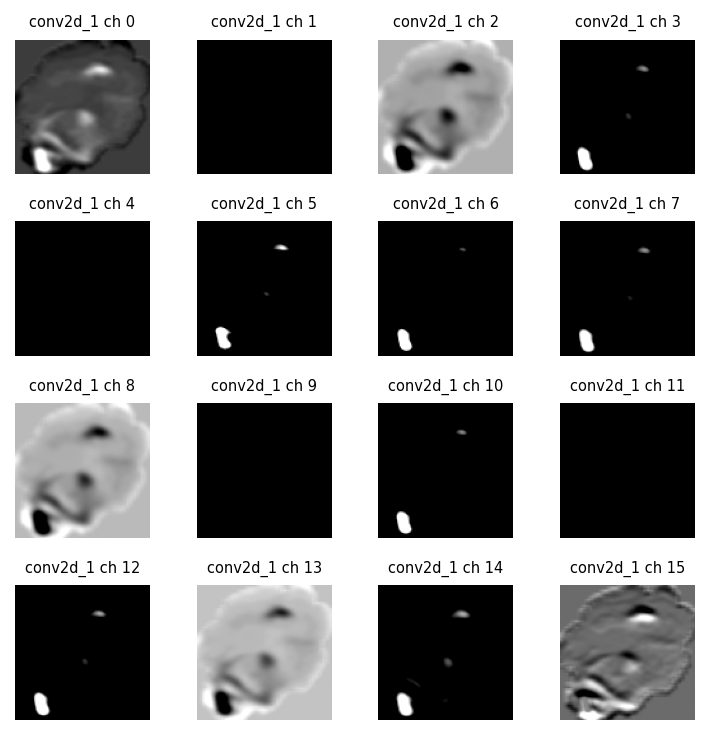 conv2d_1 ch 0
conv2d_1 ch 1
conv2d_1 ch 2
conv2d_1 ch 3
conv2d_1 ch 4
conv2d_1 ch 5
conv2d_1 ch 6
conv2d_1 ch 7
conv2d_1 ch 8
conv2d_1 ch 9
conv2d_1 ch 10
conv2d_1 ch 11
conv2d_1 ch 12
conv2d_1 ch 13
conv2d_1 ch 14
conv2d_1 ch 15